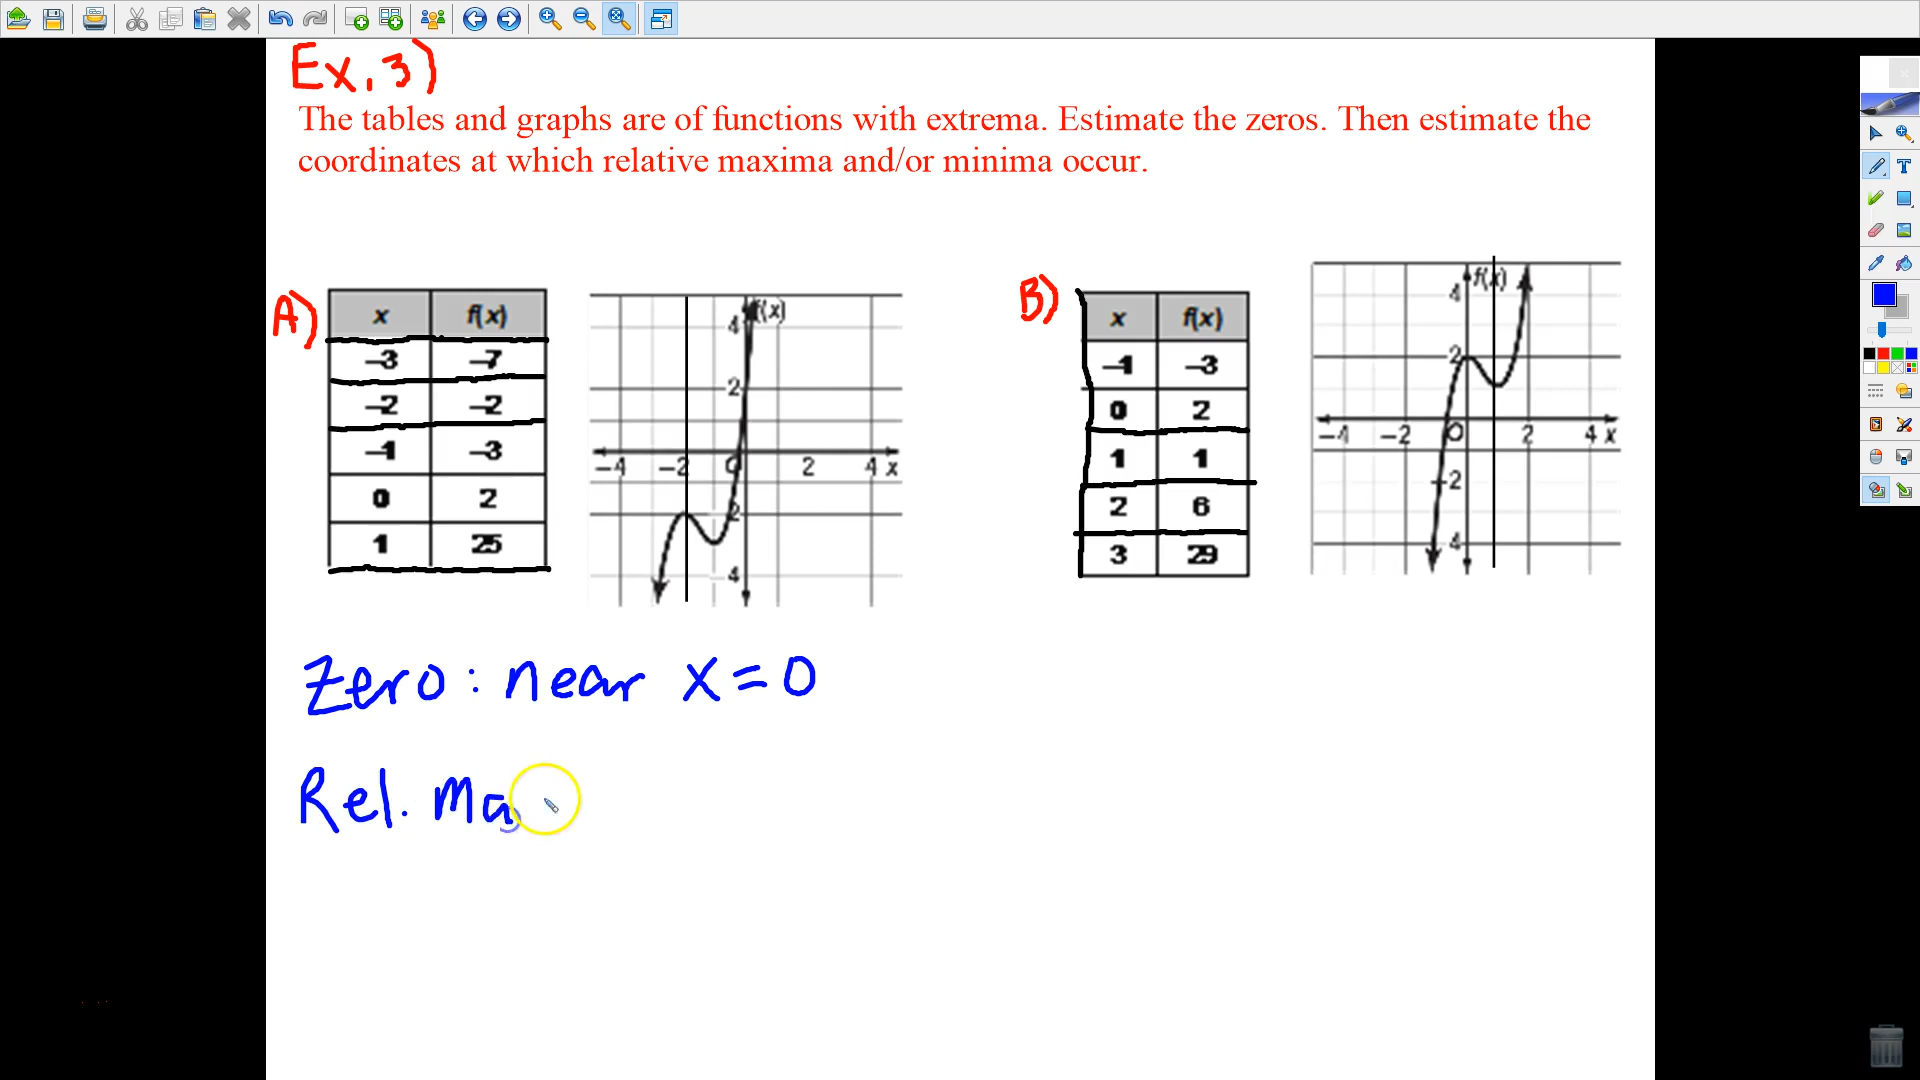 Ex, 3)
The tables and graphs are of functions with extrema. Estimate the zeros. Then estimate the
coordinates at which relative maxima and/or minima occur.
A)
x f(x)
-3 -7
-2 -2
-1 -3
0 2
1 25
f(x)
4
2
-4 -2 O 2 4 x
2
4
B)
x f(x)
-1 -3
0 2
1 1
2 6
3 29
f(x)
4
2
-4 -2 O 2 4 x
-2
4
Zero: near x=0
Rel. Ma
T